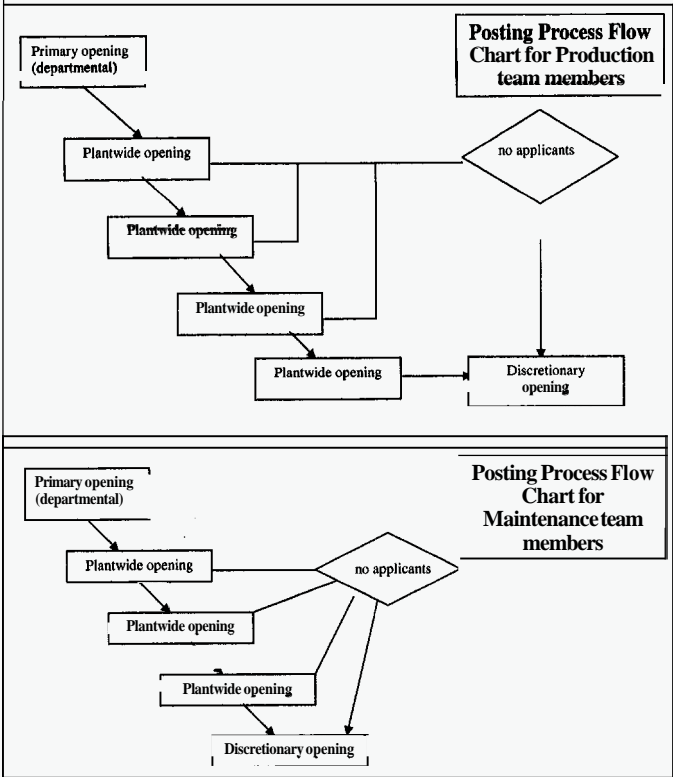 Posting Process Flow
Chart for Production
team members
Primary opening
(departmental)
Plantwide opening
no applicants
Plantwide opening
Plantwide opening
Plantwide opening
Discretionary
opening
Posting Process Flow
Chart for
Maintenance team
members
Primary opening
(departmental)
Plantwide opening
no applicants
Plantwide opening
Plantwide opening
Discretionary opening